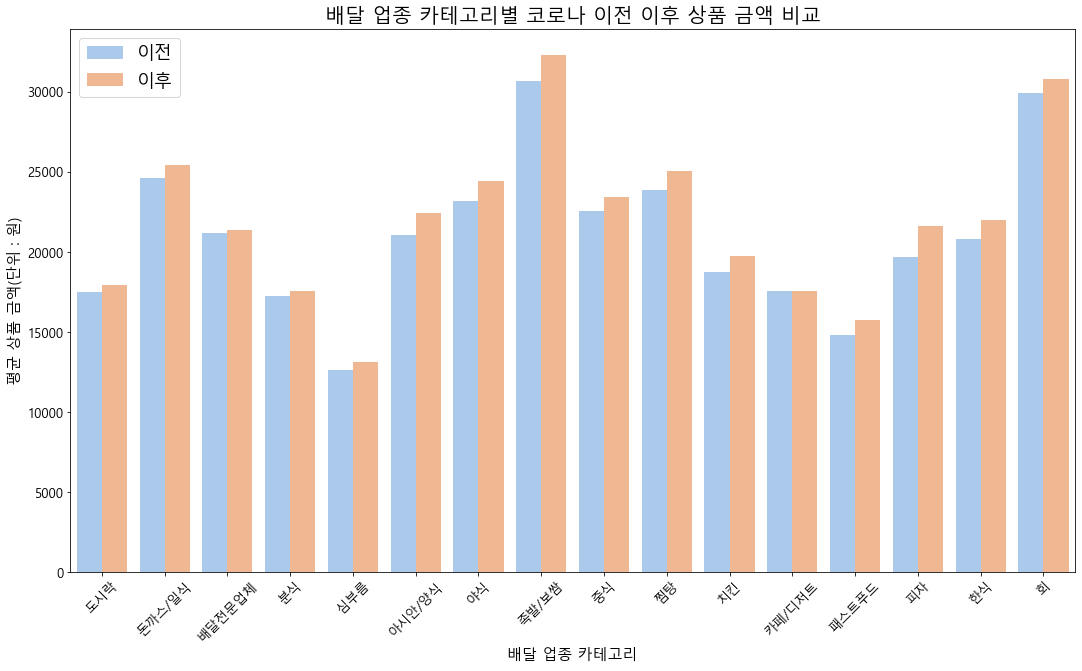 배달 업종 카테고리별 코로나 이전 이후 상품 금액 비교
이전
이후
평균 상품 금액(단위 : 원)
30000
25000
20000
15000
10000
5000
0
도시락
돈까스/일식
배달전문업체
분식
심부름
아시안/양식
야식
족발/보쌈
중식
찜탕
치킨
카페/디저트
패스트푸드
피자
한식
회
배달 업종 카테고리